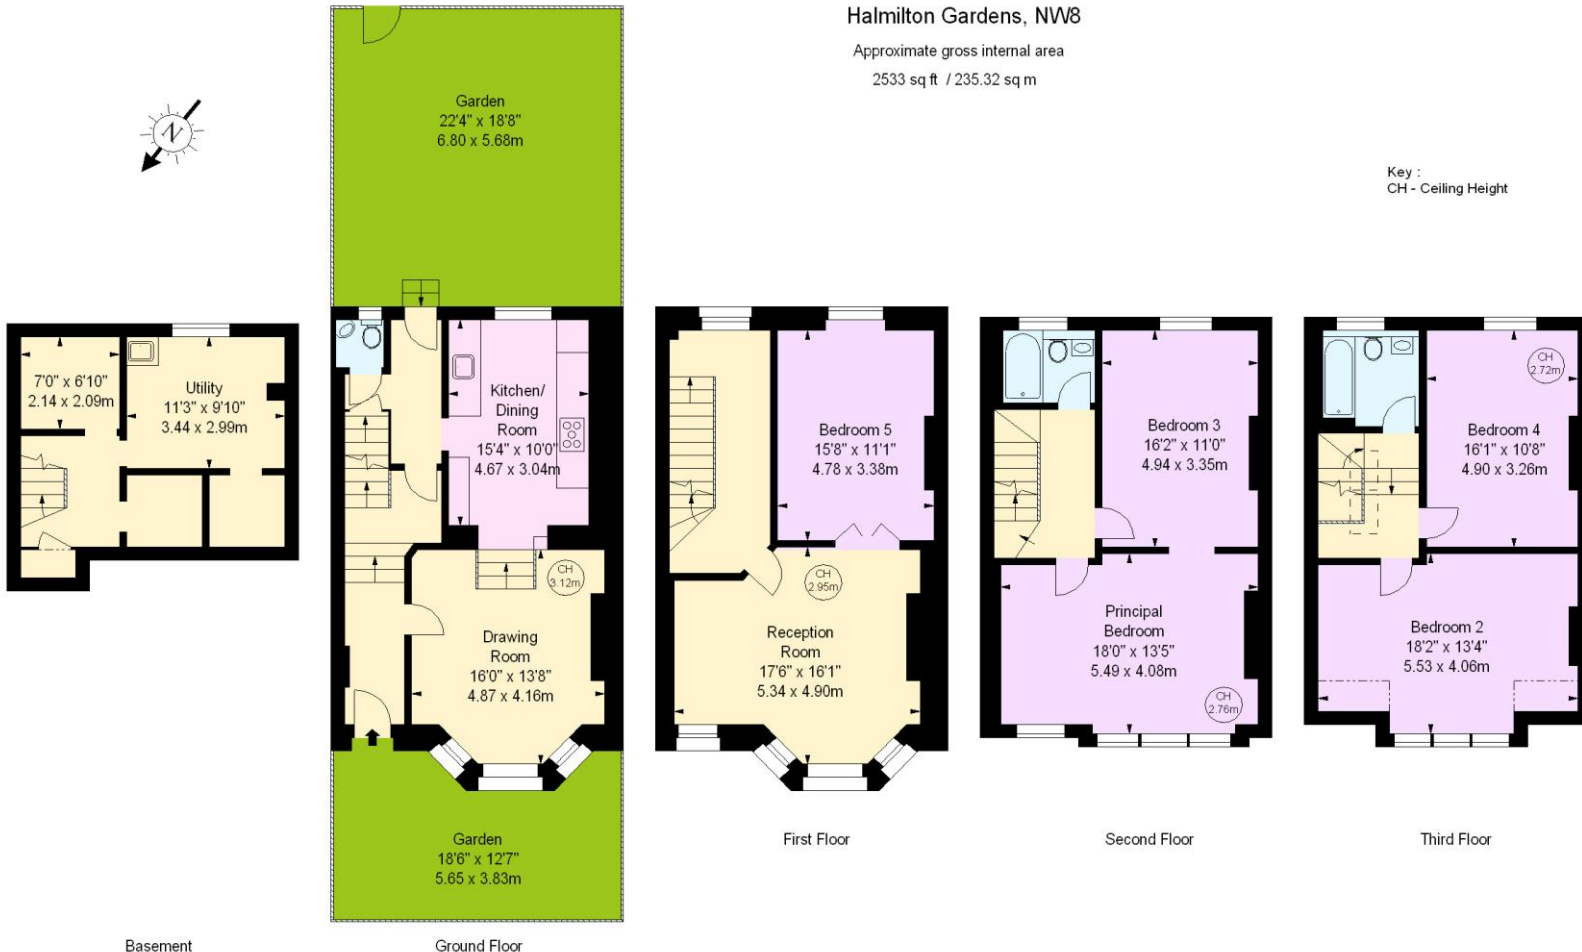 Halmilton Gardens, NW8
Approximate gross internal area
2533 sq ft / 235.32 sq m
Key :
CH - Ceiling Height
N
7'0" x 6'10"
2.14 x 2.09m
Utility
11'3" x 9'10"
3.44 x 2.99m
Basement
Garden
22'4" x 18'8"
6.80 x 5.68m
Kitchen/
Dining
Room
15'4" x 10'0"
4.67 x 3.04m
CH
3.12m
Drawing
Room
16'0" x 13'8"
4.87 x 4.16m
Garden
18'6" x 12'7"
5.65 x 3.83m
Ground Floor
Bedroom 5
15'8" x 11'1"
4.78 x 3.38m
CH
2.95m
Reception
Room
17'6" x 16'1"
5.34 x 4.90m
First Floor
Bedroom 3
16'2" x 11'0"
4.94 x 3.35m
Principal
Bedroom
18'0" x 13'5"
5.49 x 4.08m
CH
2.76m
Second Floor
CH
2.72m
Bedroom 4
16'1" x 10'8"
4.90 x 3.26m
Bedroom 2
18'2" x 13'4"
5.53 x 4.06m
Third Floor